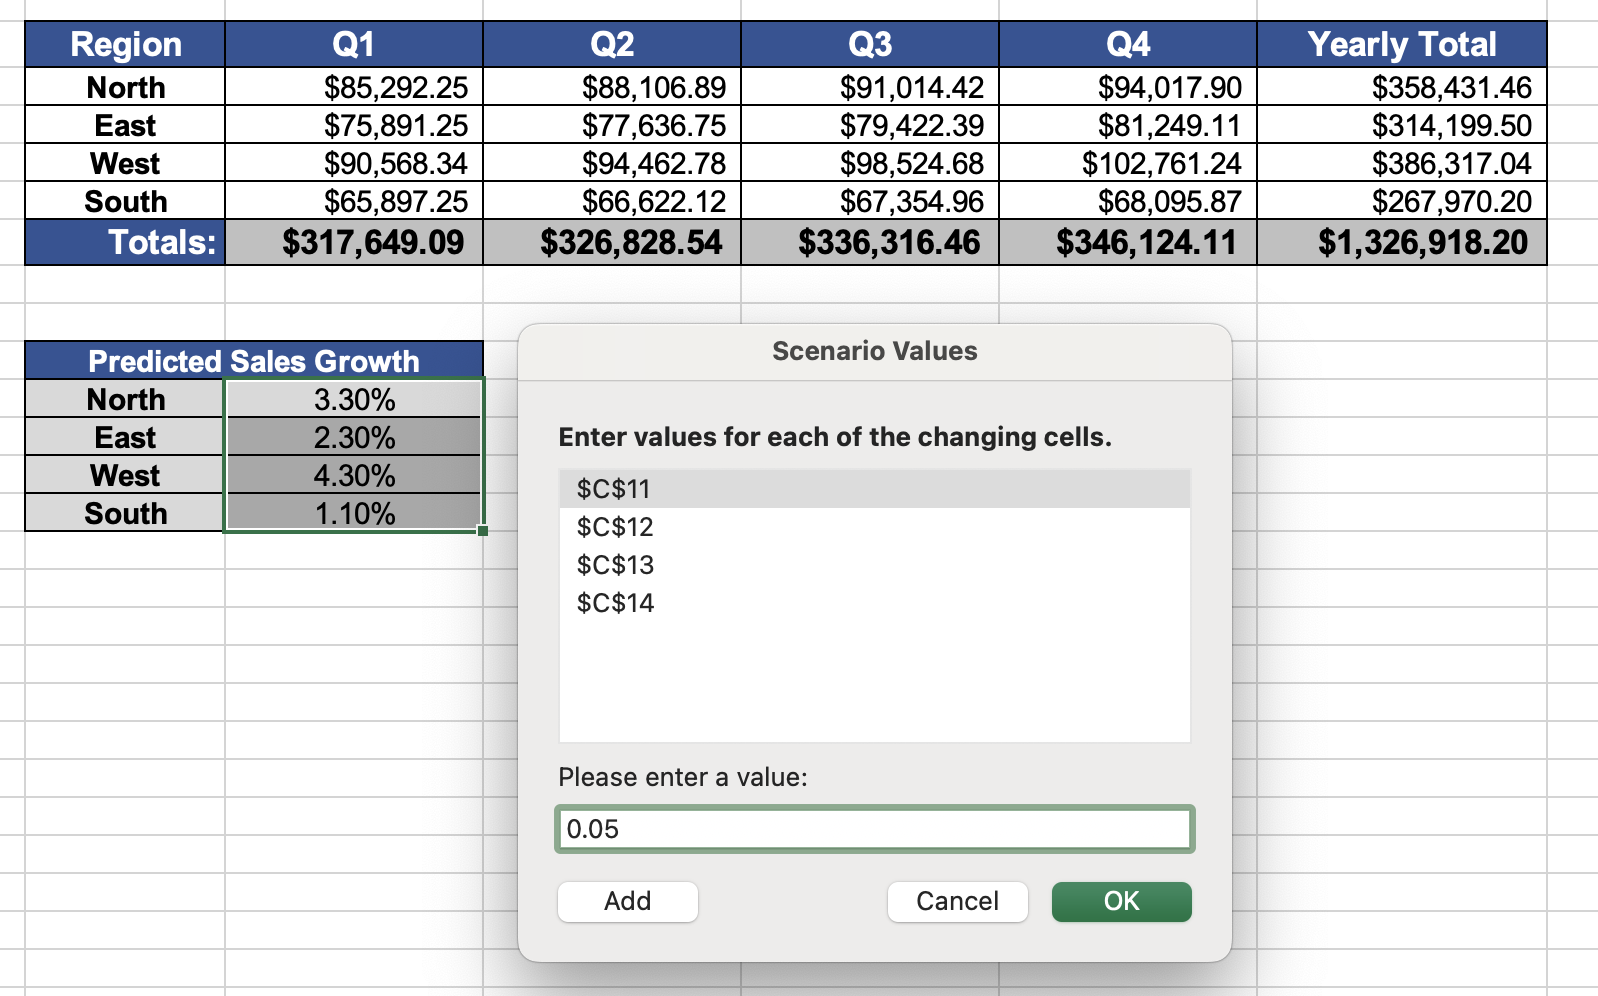 Region Q1 Q2 Q3 Q4 Yearly Total
North $85,292.25 $88,106.89 $91,014.42 $94,017.90 $358,431.46
East $75,891.25 $77,636.75 $79,422.39 $81,249.11 $314,199.50
West $90,568.34 $94,462.78 $98,524.68 $102,761.24 $386,317.04
South $65,897.25 $66,622.12 $67,354.96 $68,095.87 $267,970.20
Totals: $317,649.09 $326,828.54 $336,316.46 $346,124.11 $1,326,918.20
Predicted Sales Growth
North 3.30%
East 2.30%
West 4.30%
South 1.10%
Scenario Values
Enter values for each of the changing cells.
$C$11
$C$12
$C$13
$C$14
Please enter a value:
0.05
Add Cancel OK